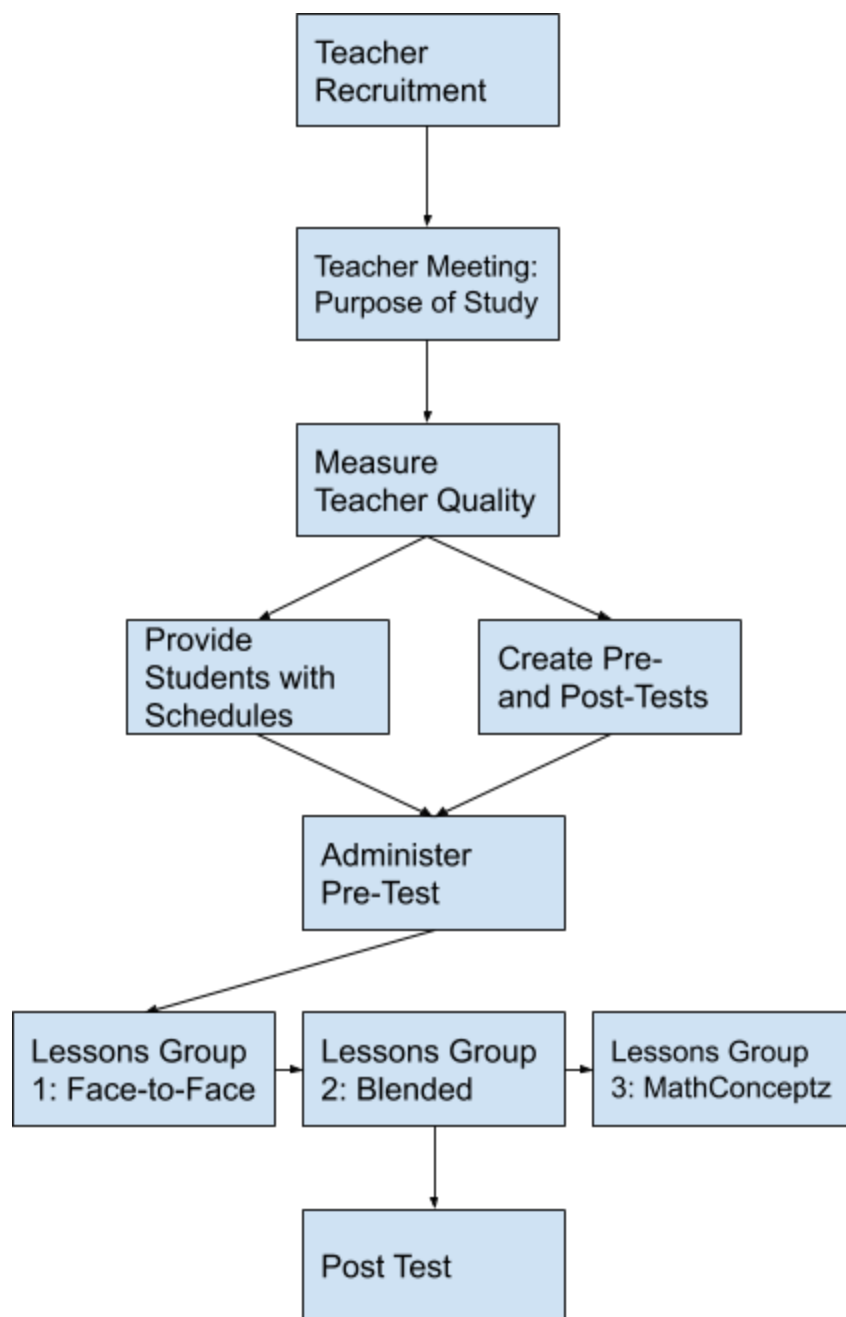 Teacher
Recruitment
Teacher Meeting:
Purpose of Study
Measure
Teacher Quality
Provide
Students with
Schedules
Create Pre-
and Post-Tests
Administer
Pre-Test
Lessons Group
1: Face-to-Face
Lessons Group
2: Blended
Lessons Group
3: MathConceptz
Post Test